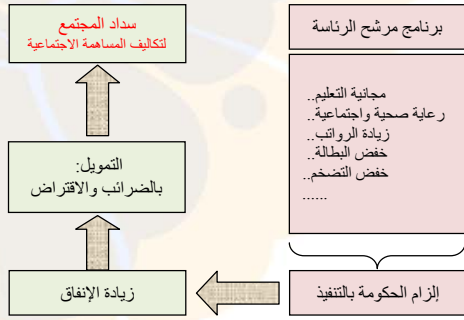 برنامج مرشح الرئاسة
مجانية التعليم..
رعاية صحية واجتماعية..
زيادة الرواتب..
خفض البطالة..
خفض التضخم..
......
إلزام الحكومة بالتنفيذ
زيادة الإنفاق
التمويل:
بالضرائب والاقتراض
سداد المجتمع
لتكاليف المساهمة الاجتماعية